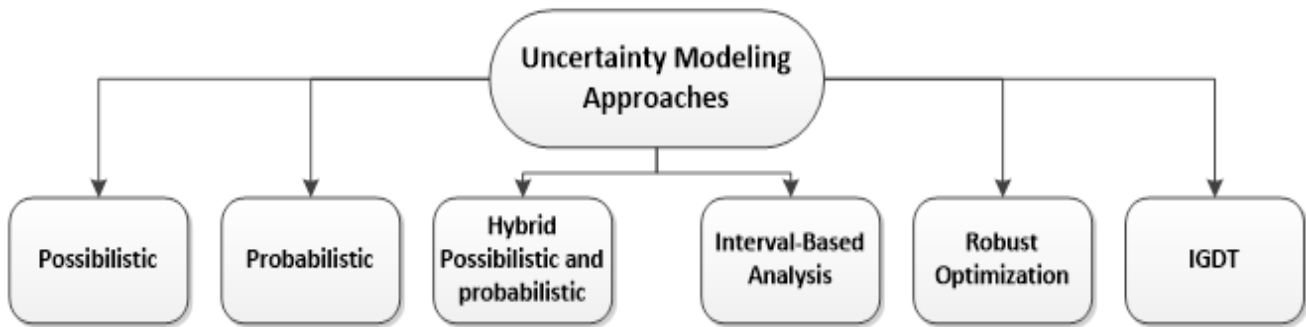 Uncertainty Modeling
Approaches
Possibilistic
Probabilistic
Hybrid
Possibilistic and
probabilistic
Interval-Based
Analysis
Robust
Optimization
IGDT